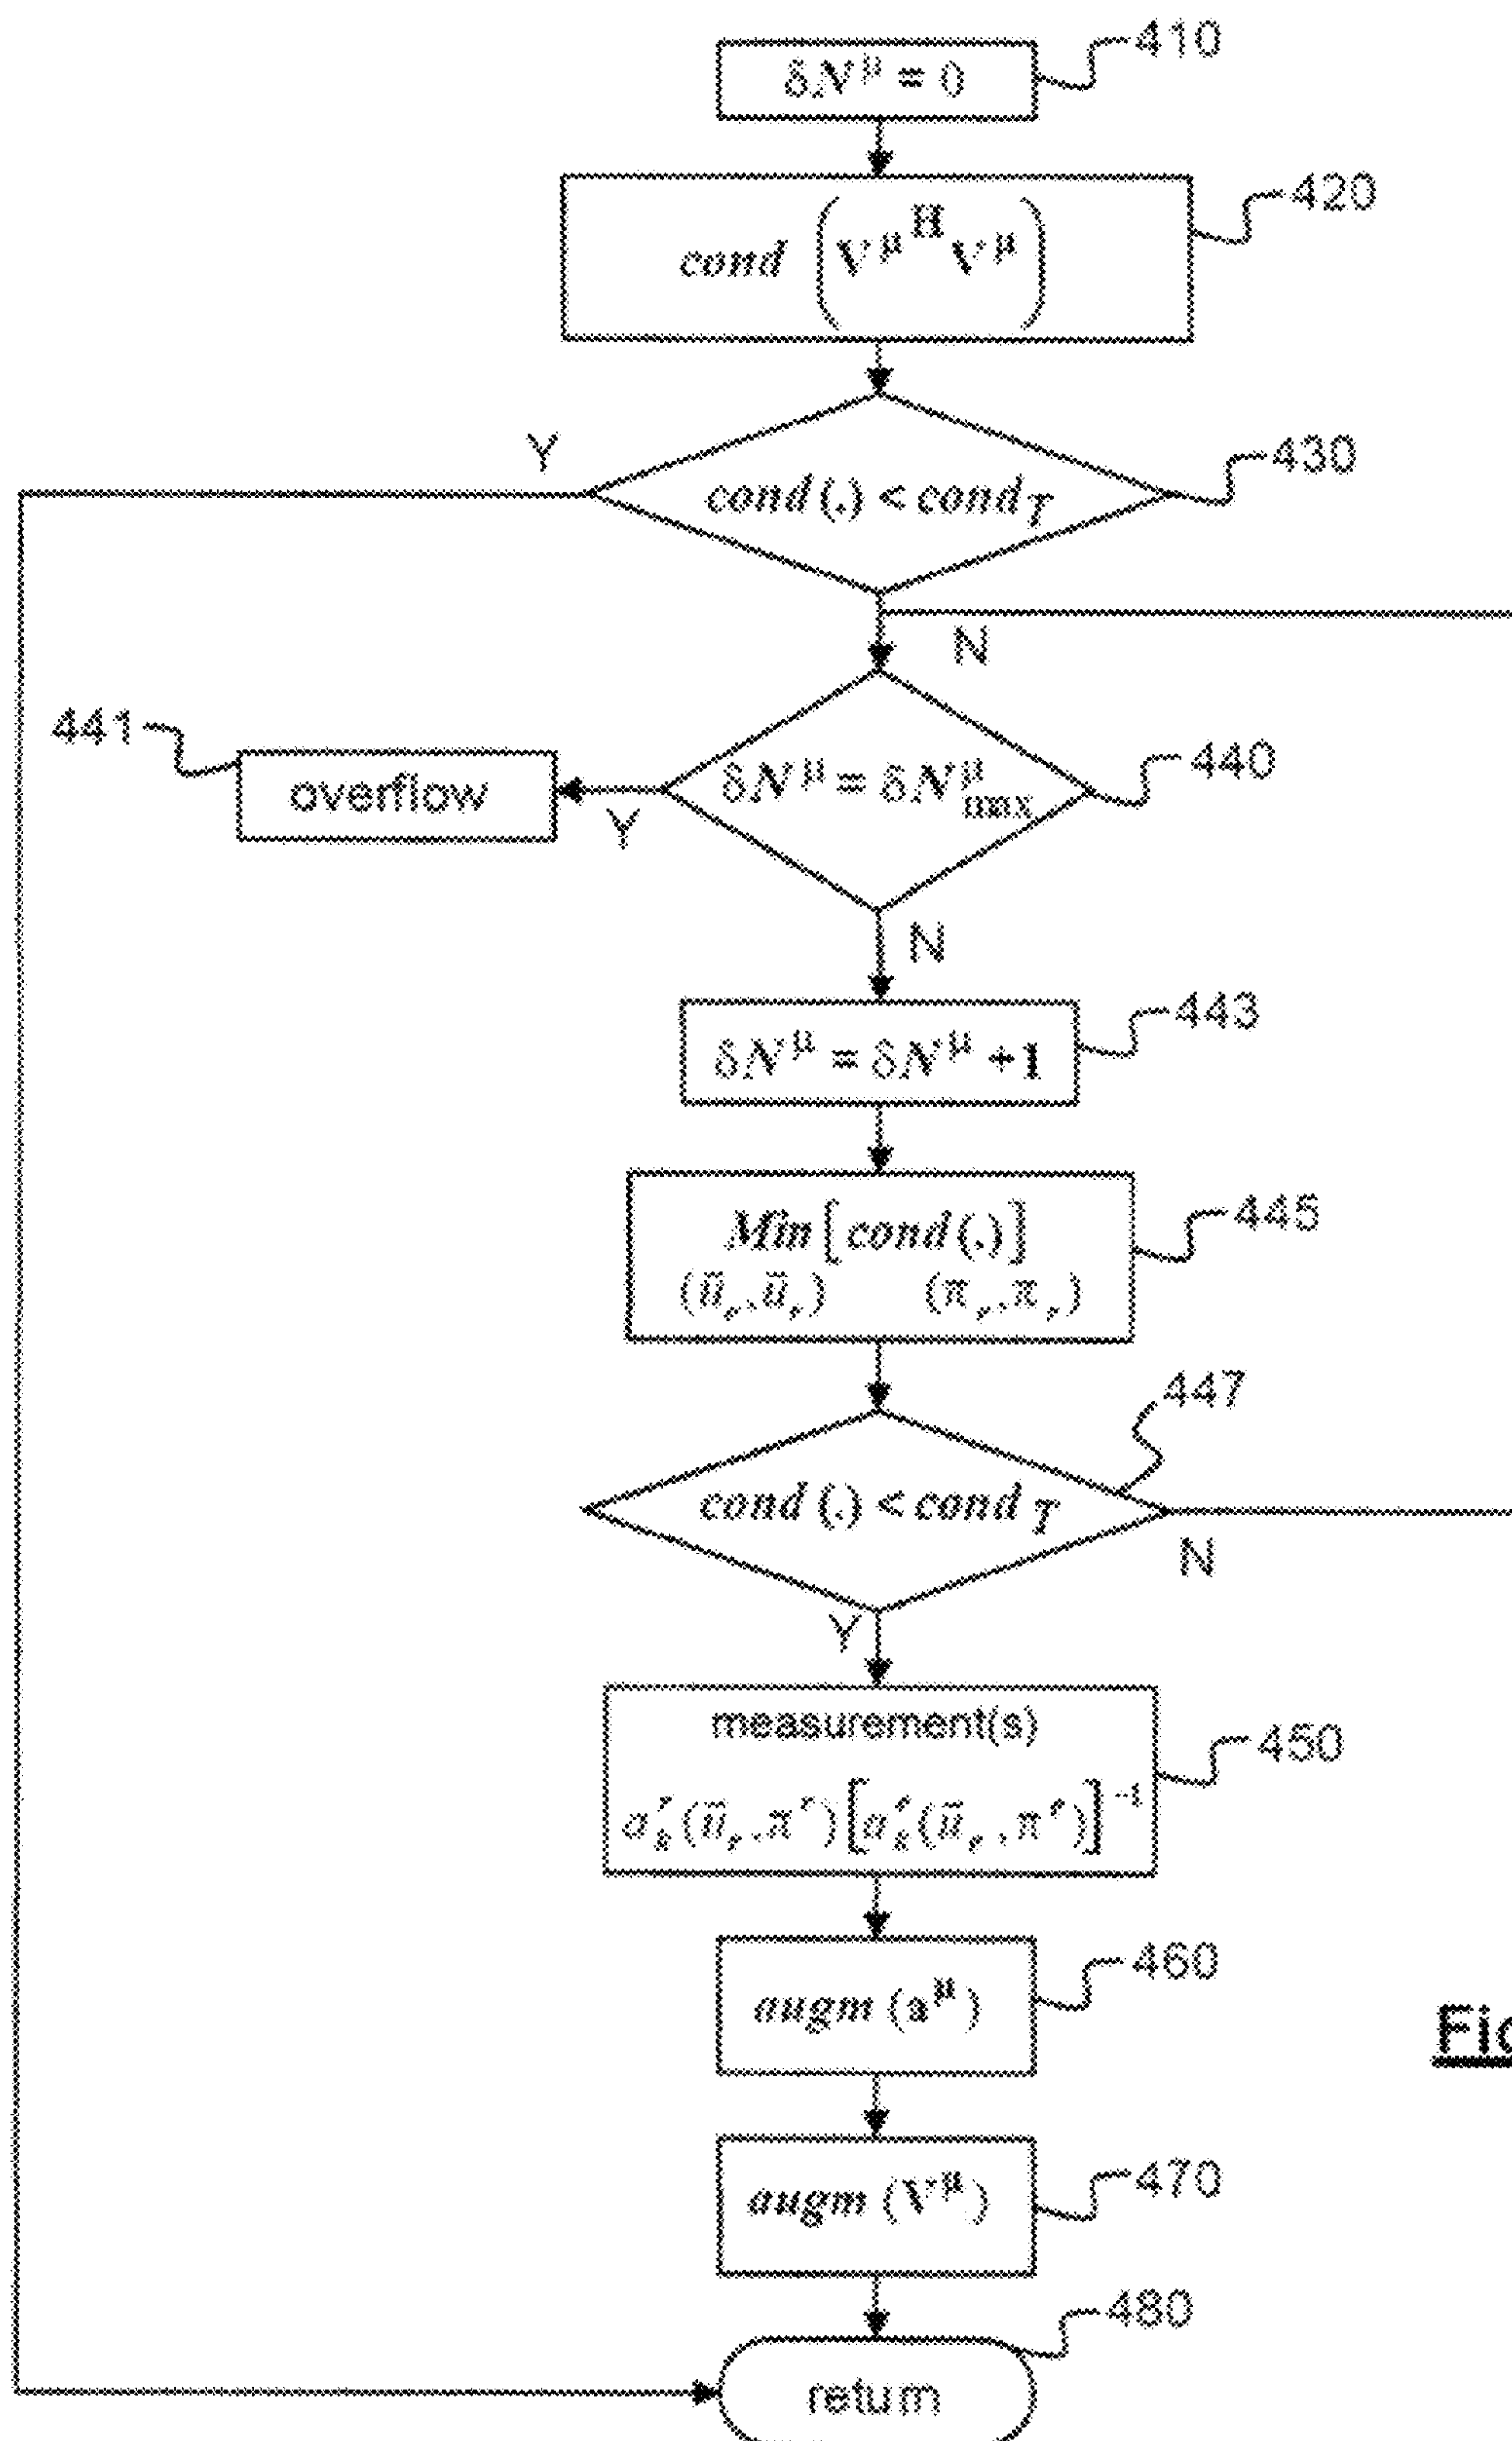 410
δN^μ = 0
420
cond (V^μ^H V^μ)
430
Y
cond (.) < cond_T
N
441
overflow
Y
440
δN^μ = δN^μ_max
N
443
δN^μ = δN^μ +1
445
Min [cond (.)]
447
cond (.) < cond_T
N
Y
450
measurement(s)
460
augm (a^μ)
470
augm (V^μ)
480
return